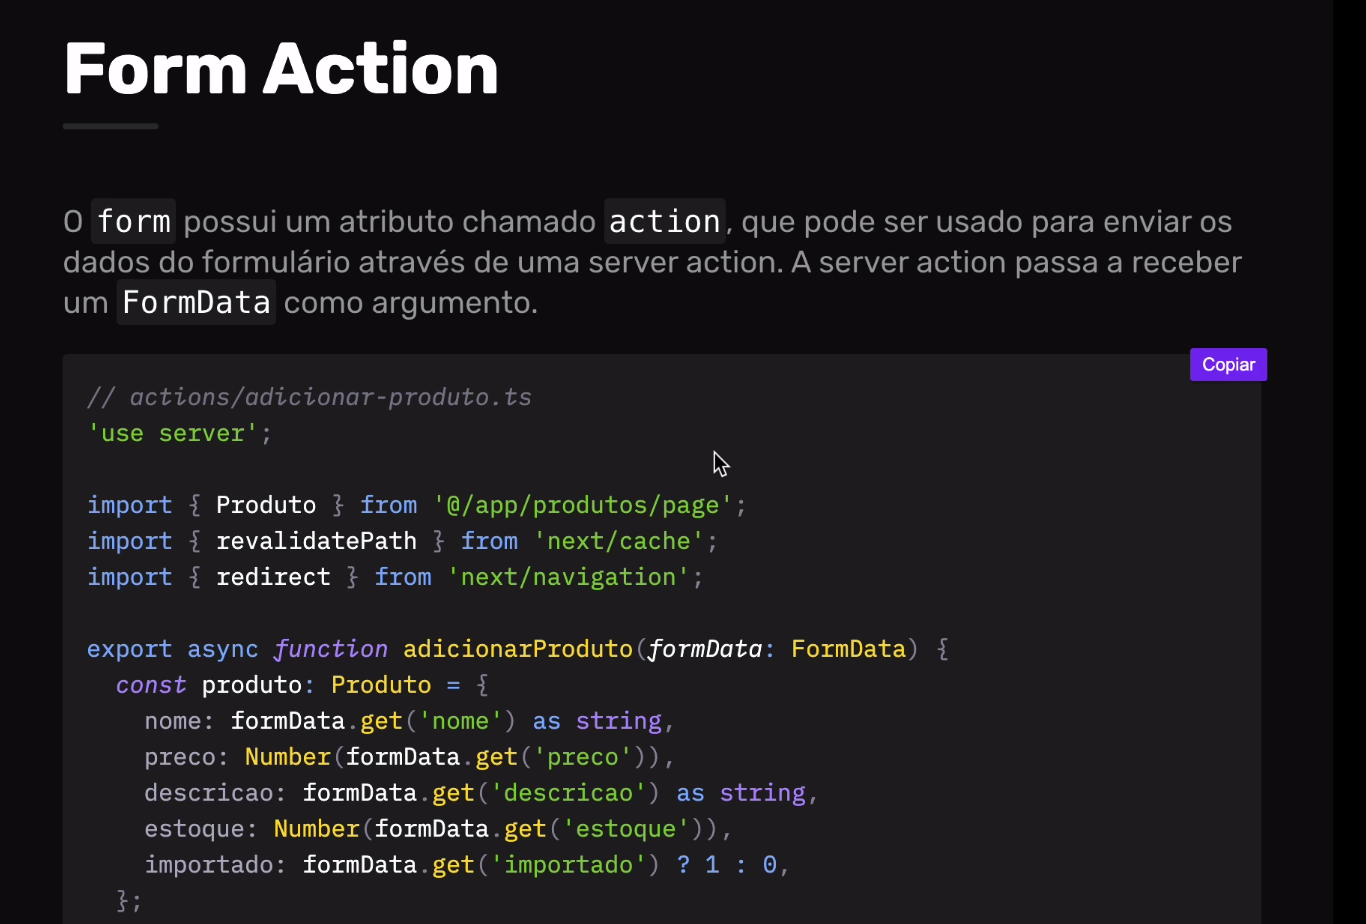 Form Action
O form possui um atributo chamado action, que pode ser usado para enviar os
dados do formulário através de uma server action. A server action passa a receber
um FormData como argumento.
Copiar
// actions/adicionar-produto.ts
'use server';
import { Produto } from '@/app/produtos/page';
import { revalidatePath } from 'next/cache';
import { redirect } from 'next/navigation';
export async function adicionarProduto(formData: FormData) {
const produto: Produto = {
nome: formData.get('nome') as string,
preco: Number(formData.get('preco')),
descricao: formData.get('descricao') as string,
estoque: Number(formData.get('estoque')),
importado: formData.get('importado') ? 1 : 0,
};